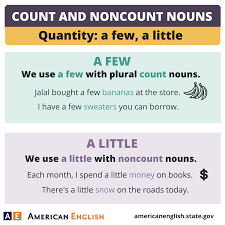 COUNT AND NONCOUNT NOUNS
Quantity: a few, a little
A FEW
We use a few with plural count nouns.
Jalal bought a few bananas at the store.
I have a few sweaters you can borrow.
A LITTLE
We use a little with noncount nouns.
Each month, I spend a little money on books.
There's a little snow on the roads today.
$
AE AMERICAN ENGLISH americanenglish.state.gov